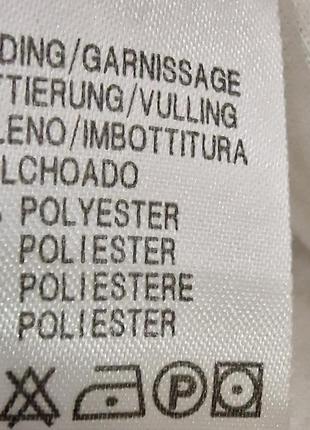 DING/GARNISSAGE
TTIERUNG/VULLING
LENO/IMBOTTITURA
LCHOADO
POLYESTER
POLIESTER
POLIESTERE
POLIESTER
P